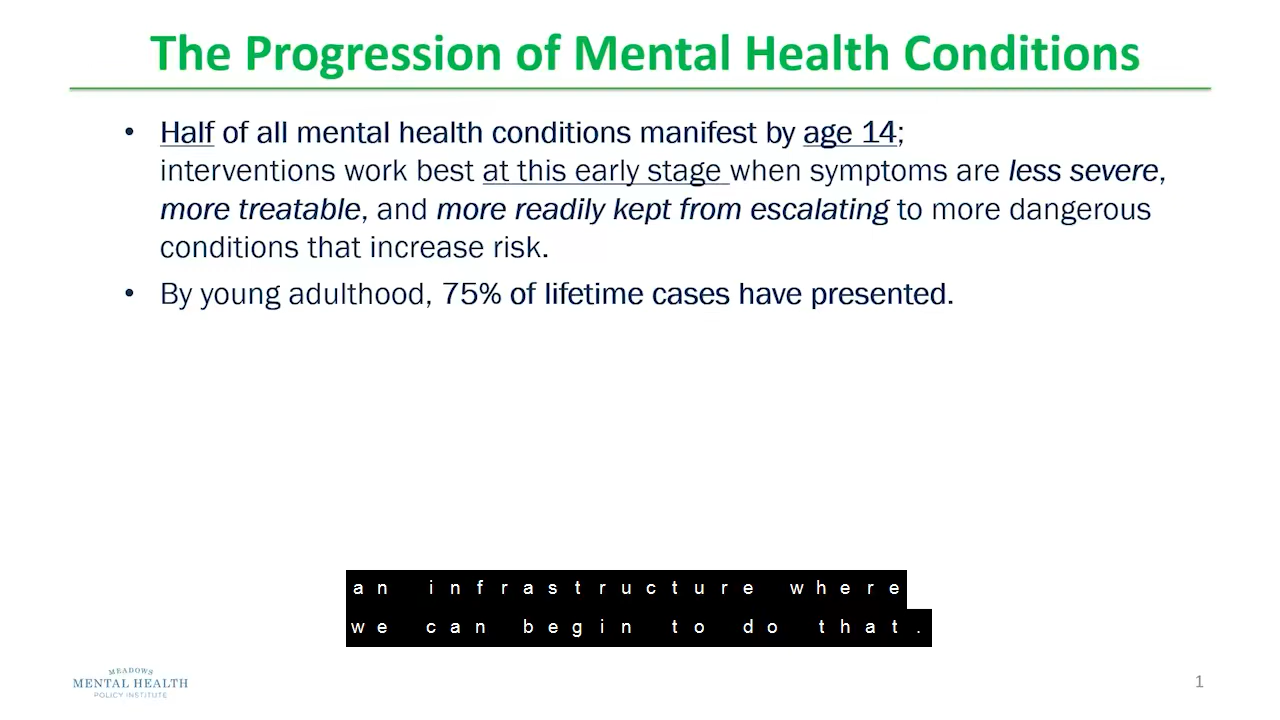 The Progression of Mental Health Conditions
• Half of all mental health conditions manifest by age 14;
interventions work best at this early stage when symptoms are less severe,
more treatable, and more readily kept from escalating to more dangerous
conditions that increase risk.
• By young adulthood, 75% of lifetime cases have presented.
an infrastructure where
we can begin to do that.
MEADOWS
MENTAL HEALTH
POLICY INSTITUTE
1